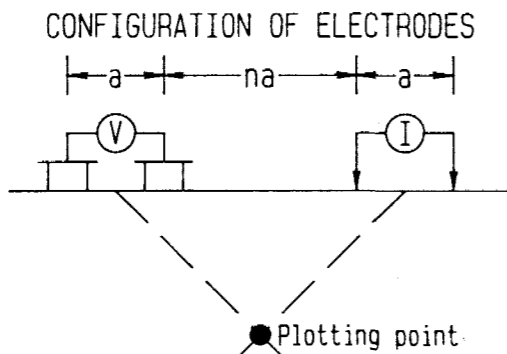 CONFIGURATION OF ELECTRODES
a na a
V I
Plotting point